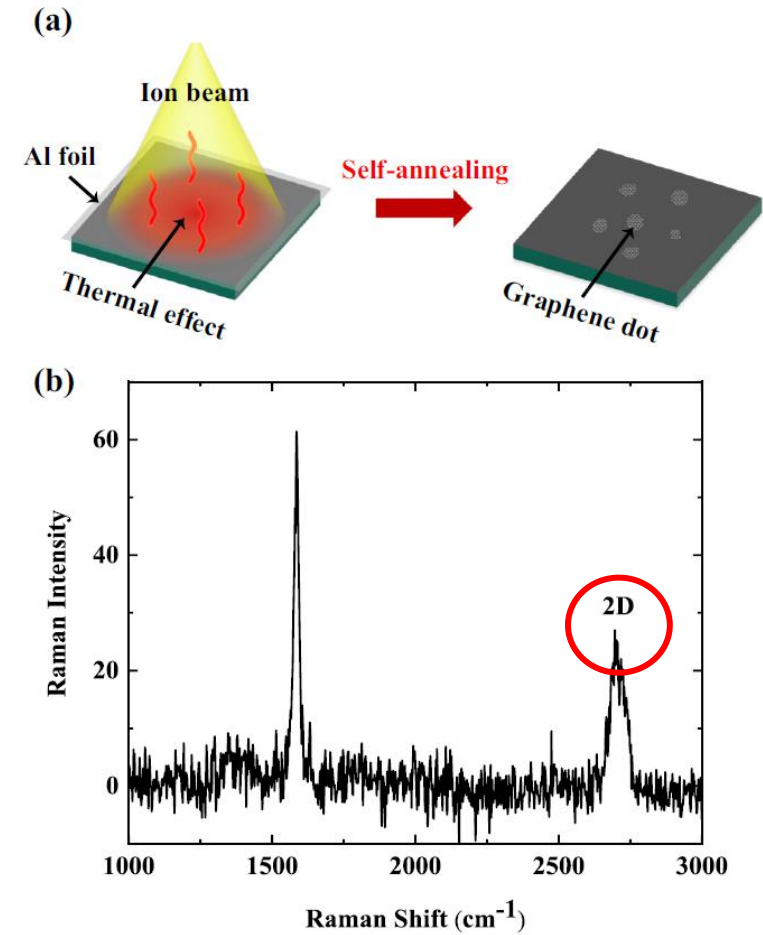 (a)
Ion beam
Al foil
Self-annealing
Thermal effect
Graphene dot
(b)
60
40
20
0
Raman Intensity
2D
1000 1500 2000 2500 3000
Raman Shift (cm⁻¹)